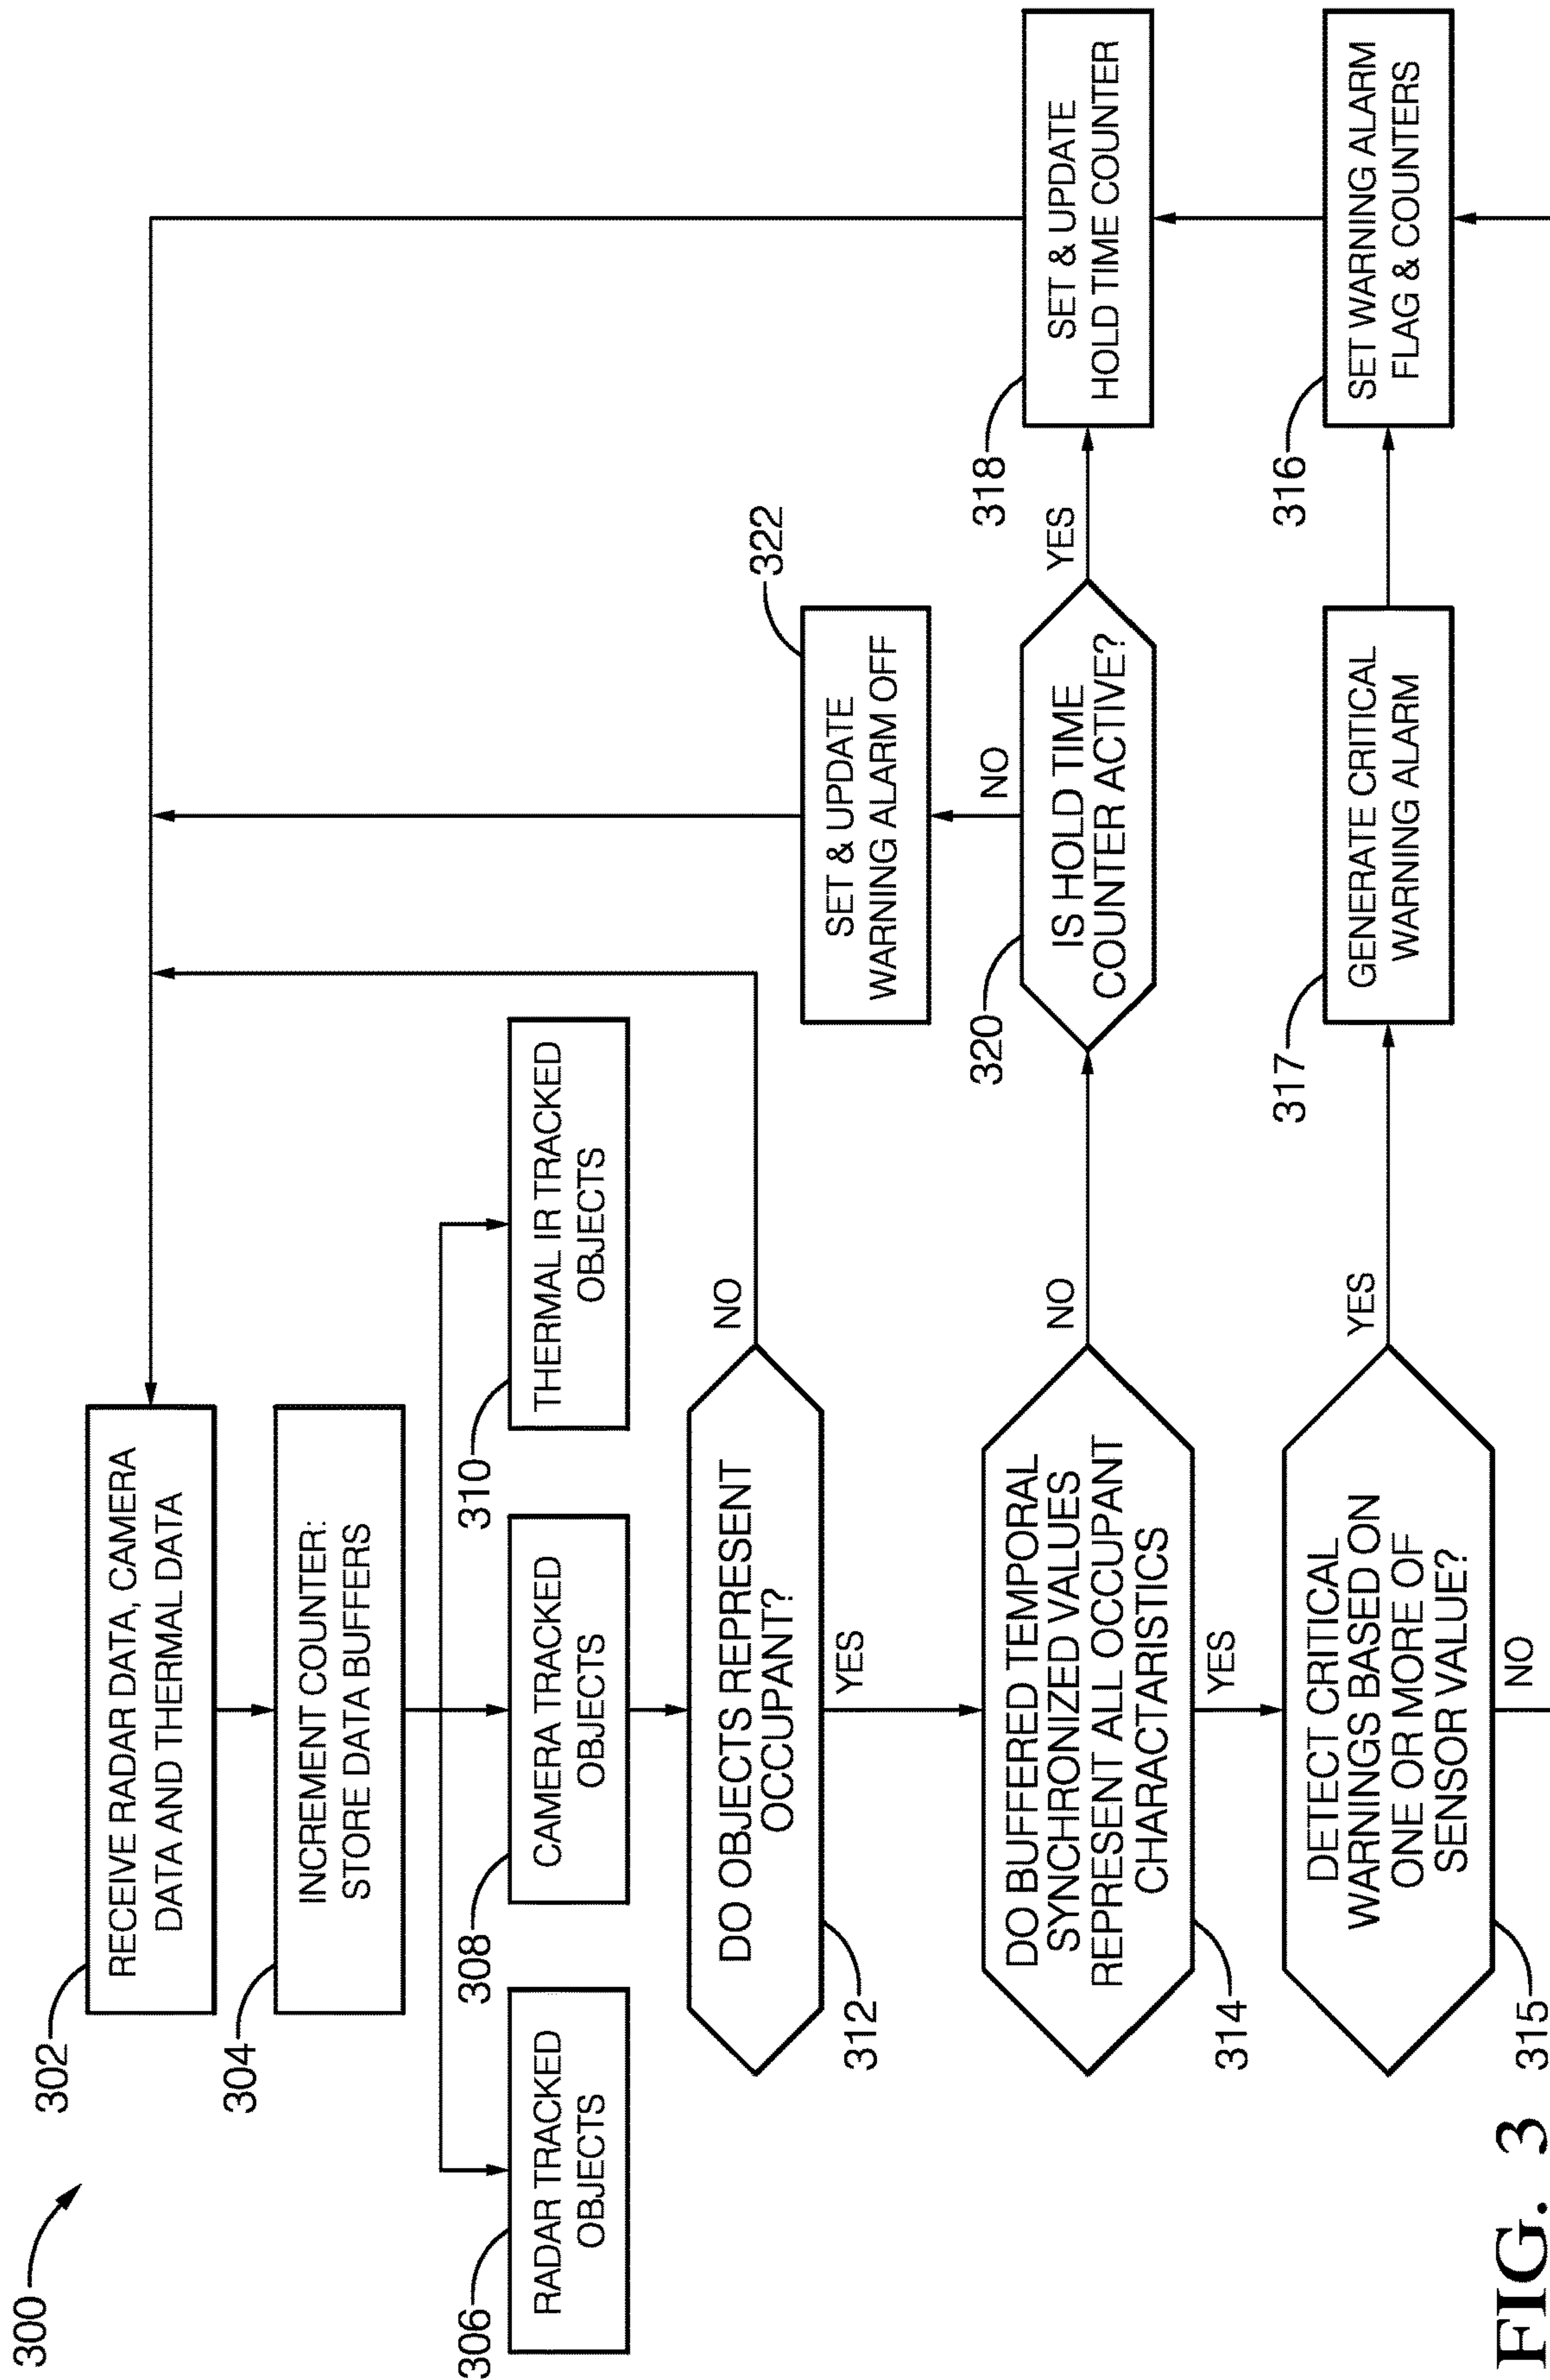 300
302
RECEIVE RADAR DATA, CAMERA
DATA AND THERMAL DATA
304
INCREMENT COUNTER:
STORE DATA BUFFERS
306
RADAR TRACKED
OBJECTS
308
CAMERA TRACKED
OBJECTS
310
THERMAL IR TRACKED
OBJECTS
312
DO OBJECTS REPRESENT
OCCUPANT?
NO
YES
322
SET & UPDATE
WARNING ALARM OFF
NO
314
DO BUFFERED TEMPORAL
SYNCHRONIZED VALUES
REPRESENT ALL OCCUPANT
CHARACTARISTICS
NO
YES
320
IS HOLD TIME
COUNTER ACTIVE?
YES
318
SET & UPDATE
HOLD TIME COUNTER
315
DETECT CRITICAL
WARNINGS BASED ON
ONE OR MORE OF
SENSOR VALUE?
YES
NO
317
GENERATE CRITICAL
WARNING ALARM
316
SET WARNING ALARM
FLAG & COUNTERS
FIG. 3